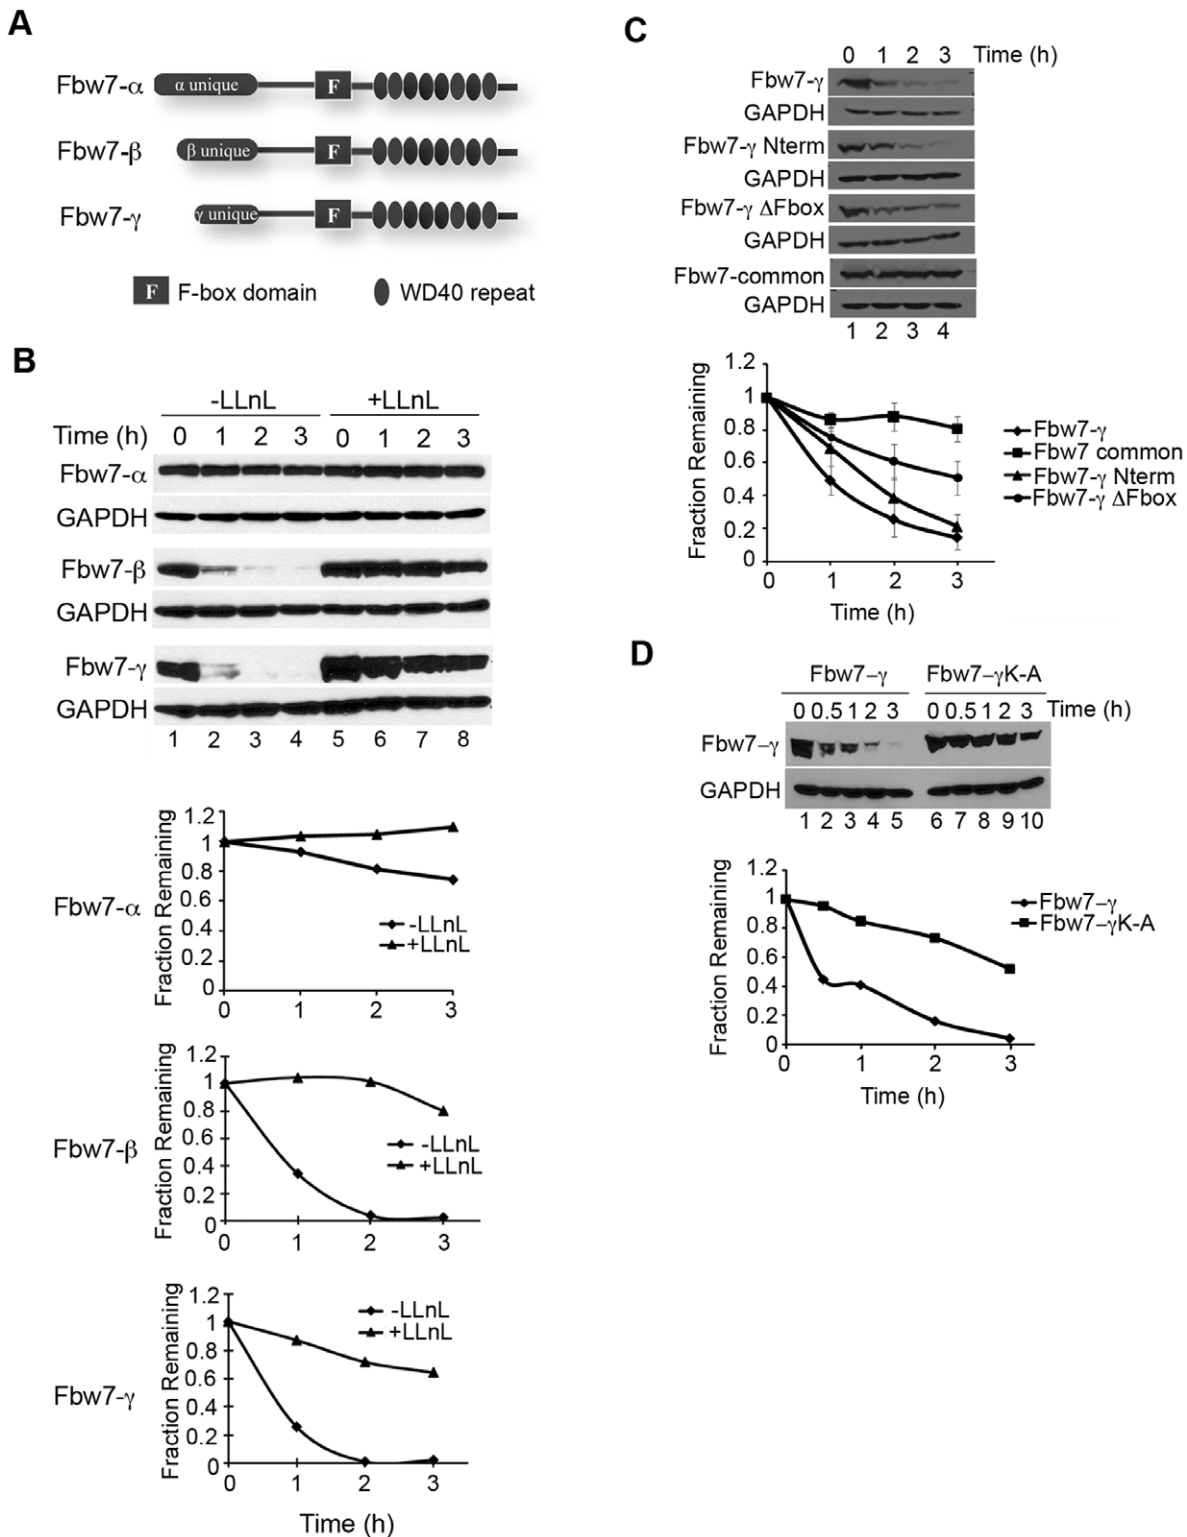 A
Fbw7-α α unique F
Fbw7-β β unique F
Fbw7-γ γ unique F
F F-box domain WD40 repeat
B
-LLnL +LLnL
Time (h) 0 1 2 3 0 1 2 3
Fbw7-α
GAPDH
Fbw7-β
GAPDH
Fbw7-γ
GAPDH
1 2 3 4 5 6 7 8
Fbw7-α
Fraction Remaining
1.2
1
0.8
0.6
0.4
0.2
0
0 1 2 3
-LLnL
+LLnL
Fbw7-β
Fraction Remaining
1.2
1
0.8
0.6
0.4
0.2
0
0 1 2 3
-LLnL
+LLnL
Fbw7-γ
Fraction Remaining
1.2
1
0.8
0.6
0.4
0.2
0
0 1 2 3
-LLnL
+LLnL
Time (h)
C
0 1 2 3 Time (h)
Fbw7-γ
GAPDH
Fbw7-γ Nterm
GAPDH
Fbw7-γ ΔFbox
GAPDH
Fbw7-common
GAPDH
1 2 3 4
Fraction Remaining
1.2
1
0.8
0.6
0.4
0.2
0
0 1 2 3
Time (h)
Fbw7-γ
Fbw7 common
Fbw7-γ Nterm
Fbw7-γ ΔFbox
D
Fbw7–γ Fbw7–γK-A
0 0.5 1 2 3 0 0.5 1 2 3 Time (h)
Fbw7–γ
GAPDH
1 2 3 4 5 6 7 8 9 10
Fraction Remaining
1.2
1
0.8
0.6
0.4
0.2
0
0 1 2 3
Time (h)
Fbw7–γ
Fbw7–γK-A